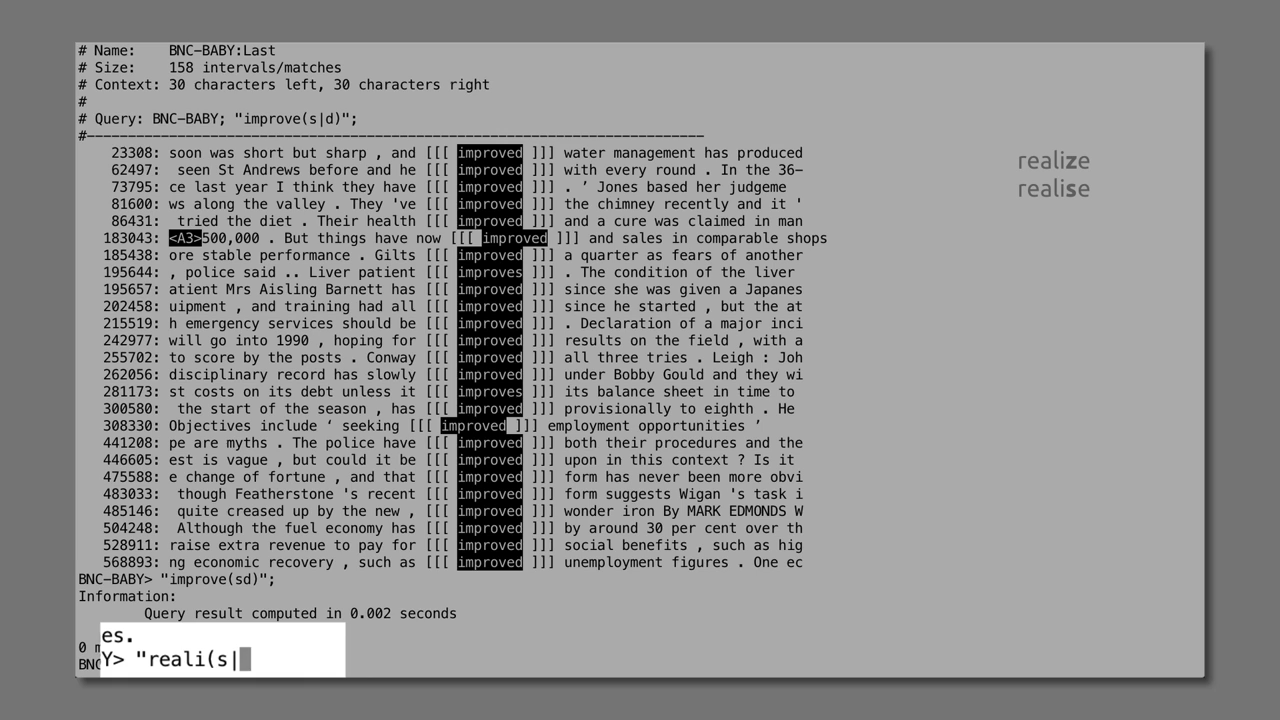 # Name:    BNC-BABY:Last
# Size:    158 intervals/matches
# Context: 30 characters left, 30 characters right
#
# Query: BNC-BABY; "improve(s|d)";
#---------------------------------------------------------------------------
23308: soon was short but sharp , and [[[ improved ]]] water management has produced
62497:  seen St Andrews before and he [[[ improved ]]] with every round . In the 36-
73795: ce last year I think they have [[[ improved ]]] . ’ Jones based her judgeme
81600: ws along the valley . They 've [[[ improved ]]] the chimney recently and it '
86431:  tried the diet . Their health [[[ improved ]]] and a cure was claimed in man
183043: <A3>500,000 . But things have now [[[ improved ]]] and sales in comparable shops
185438: ore stable performance . Gilts [[[ improved ]]] a quarter as fears of another
195644: , police said .. Liver patient [[[ improves ]]] . The condition of the liver
195657: atient Mrs Aisling Barnett has [[[ improved ]]] since she was given a Japanes
202458: uipment , and training had all [[[ improved ]]] since he started , but the at
215519: h emergency services should be [[[ improved ]]] . Declaration of a major inci
242977: will go into 1990 , hoping for [[[ improved ]]] results on the field , with a
255702: to score by the posts . Conway [[[ improved ]]] all three tries . Leigh : Joh
262056: disciplinary record has slowly [[[ improved ]]] under Bobby Gould and they wi
281173: st costs on its debt unless it [[[ improves ]]] its balance sheet in time to
300580:  the start of the season , has [[[ improved ]]] provisionally to eighth . He
308330: Objectives include ‘ seeking [[[ improved ]]] employment opportunities ’
441208: pe are myths . The police have [[[ improved ]]] both their procedures and the
446605: est is vague , but could it be [[[ improved ]]] upon in this context ? Is it
475588: e change of fortune , and that [[[ improved ]]] form has never been more obvi
483033:  though Featherstone 's recent [[[ improved ]]] form suggests Wigan 's task i
485146:  quite creased up by the new , [[[ improved ]]] wonder iron By MARK EDMONDS W
504248:  Although the fuel economy has [[[ improved ]]] by around 30 per cent over th
528911: raise extra revenue to pay for [[[ improved ]]] social benefits , such as hig
568893: ng economic recovery , such as [[[ improved ]]] unemployment figures . One ec
BNC-BABY> "improve(sd)";
Information:
Query result computed in 0.002 seconds
0 m
es.
BNC
Y> "reali(s|
realize
realise